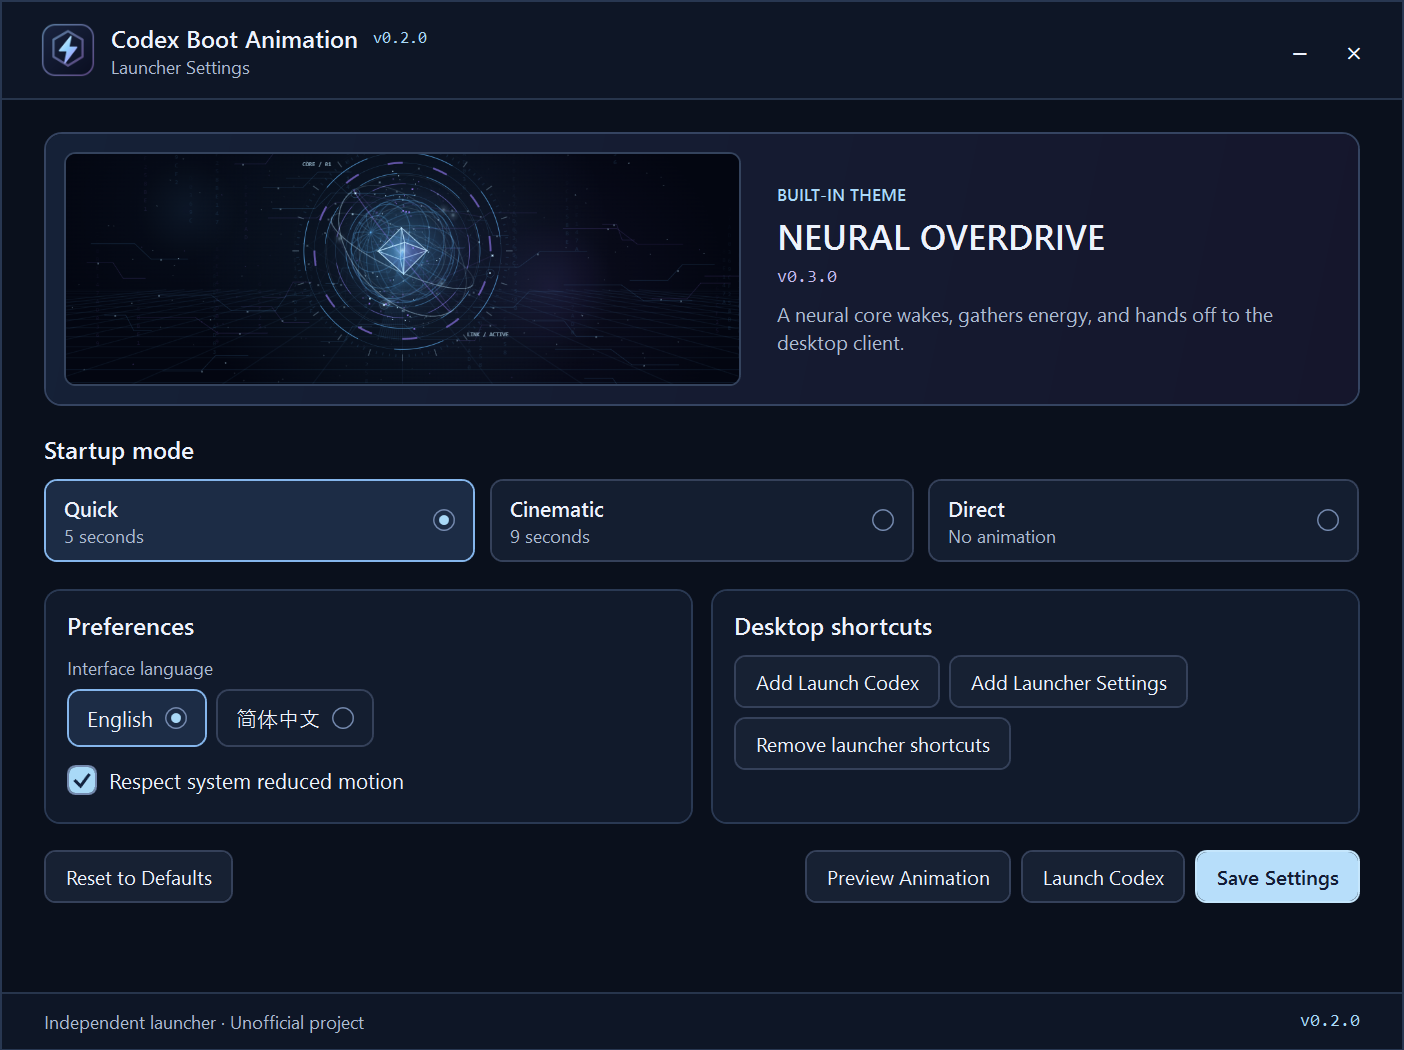 Codex Boot Animation v0.2.0
Launcher Settings
CORE / 01
LINK / ACTIVE
BUILT-IN THEME
NEURAL OVERDRIVE
v0.3.0
A neural core wakes, gathers energy, and hands off to the
desktop client.
Startup mode
Quick
5 seconds
Cinematic
9 seconds
Direct
No animation
Preferences
Interface language
English
简体中文
Respect system reduced motion
Desktop shortcuts
Add Launch Codex
Add Launcher Settings
Remove launcher shortcuts
Reset to Defaults
Preview Animation
Launch Codex
Save Settings
Independent launcher · Unofficial project
v0.2.0